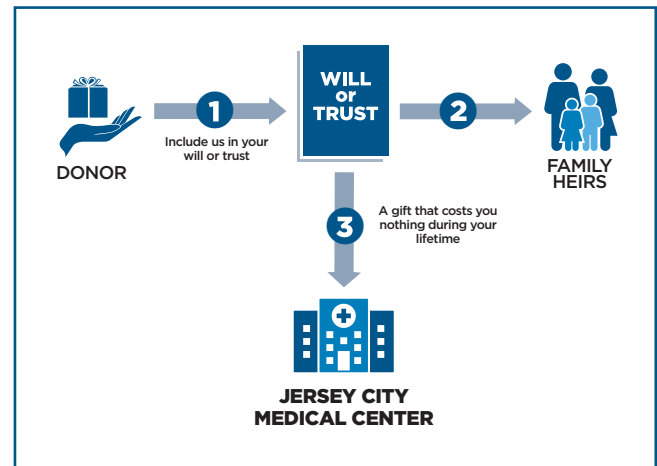 1
Include us in your
will or trust
DONOR
WILL
or
TRUST
2
FAMILY
HEIRS
3
A gift that costs you
nothing during your
lifetime
JERSEY CITY
MEDICAL CENTER